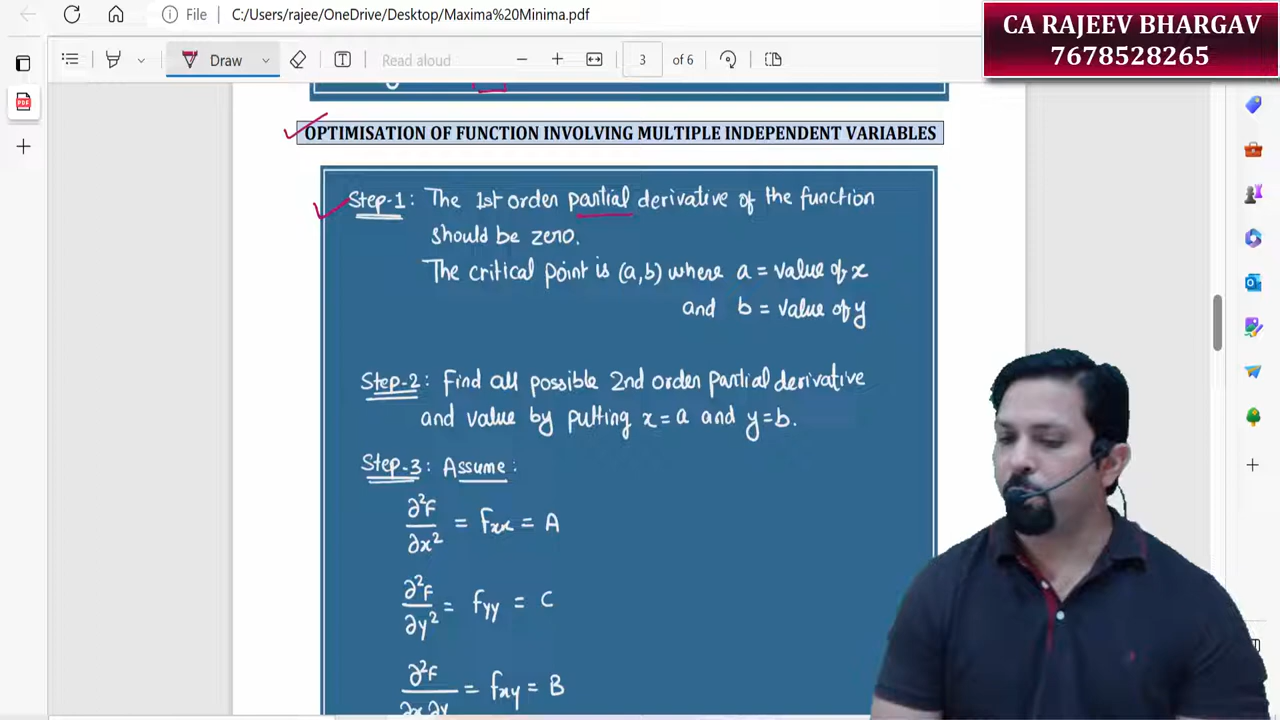 File
C:/Users/rajee/OneDrive/Desktop/Maxima%20Minima.pdf
CA RAJEEV BHARGAV
7678528265
Draw
Read aloud
3
of 6
OPTIMISATION OF FUNCTION INVOLVING MULTIPLE INDEPENDENT VARIABLES
Step-1: The 1st order partial derivative of the function
should be zero.
The critical point is (a,b) where a = value of x
and b = value of y
Step-2: Find all possible 2nd order partial derivative
and value by putting x=a and y=b.
Step-3: Assume:
∂²F/∂x² = Fxx = A
∂²F/∂y² = fyy = C
∂²F/∂x∂y = fxy = B